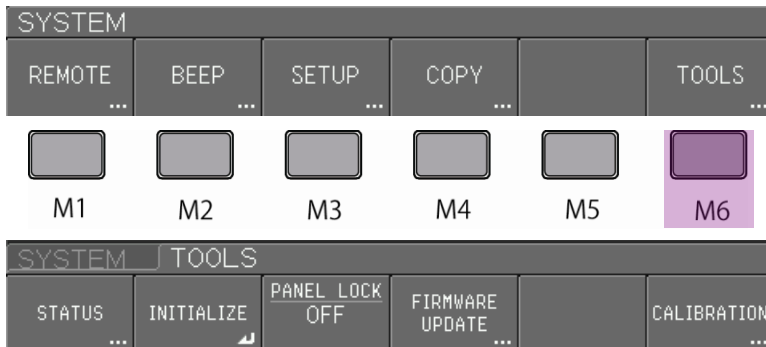 SYSTEM
REMOTE BEEP SETUP COPY TOOLS
... ... ... ... ...
M1 M2 M3 M4 M5 M6
SYSTEM TOOLS
STATUS INITIALIZE PANEL LOCK OFF FIRMWARE UPDATE CALIBRATION
... ... ...